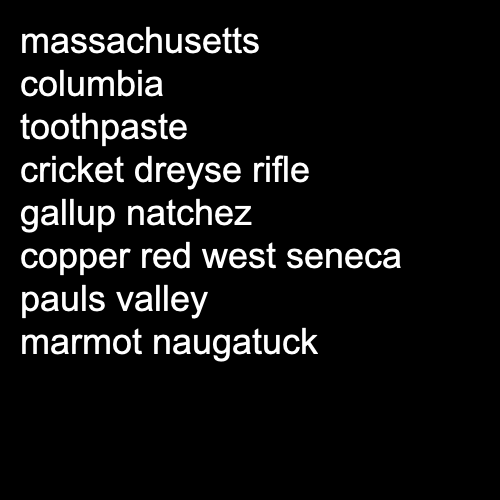 massachusetts
columbia
toothpaste
cricket dreyse rifle
gallup natchez
copper red west seneca
pauls valley
marmot naugatuck